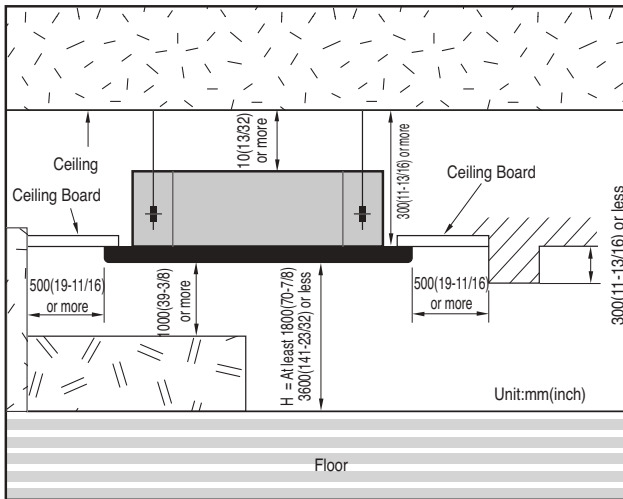 Ceiling
Ceiling Board
10(13/32)
or more
300(11-13/16) or more
Ceiling Board
300(11-13/16) or less
500(19-11/16)
or more
1000(39-3/8)
or more
H = At least 1800(70-7/8)
3600(141-23/32) or less
500(19-11/16)
or more
Unit:mm(inch)
Floor